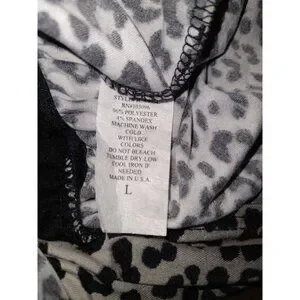 96% POLYESTER
4% SPANDEX
MACHINE WASH
COLD
WITH LIKE
COLORS
DO NOT BLEACH
TUMBLE DRY LOW
COOL IRON IF
NEEDED
MADE IN U.S.A.
L